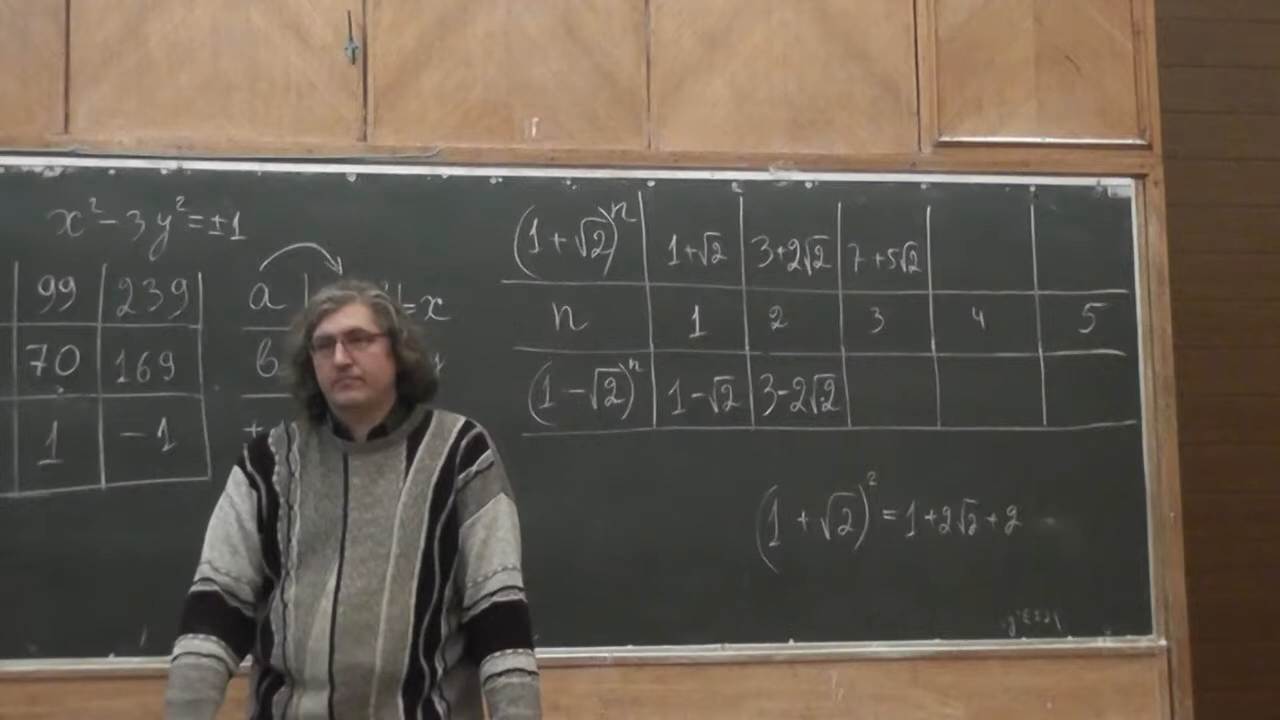 x²-3y²=±1
99 239
70 169
1 -1
a =x
b
+
(1+√2)ⁿ 1+√2 3+2√2 7+5√2
n 1 2 3 4 5
(1-√2)ⁿ 1-√2 3-2√2
(1+√2)²=1+2√2+2